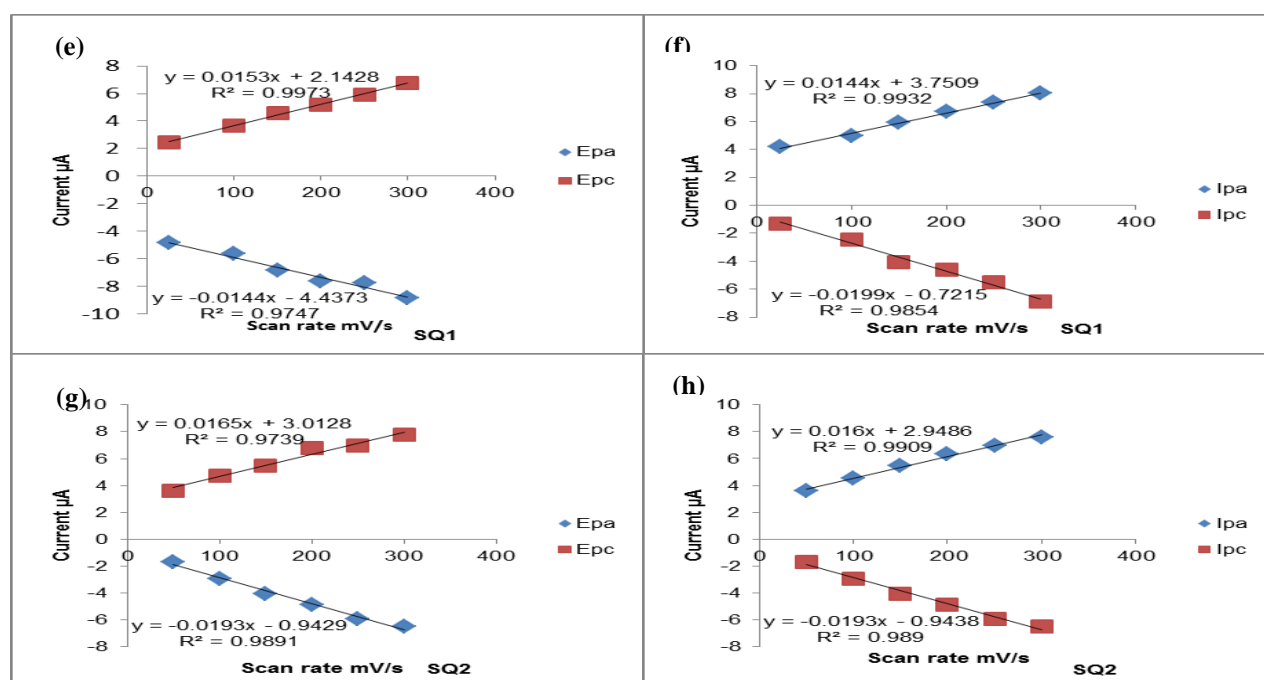 (e)
8
6
4
2
0
-2
-4
-6
-8
-10
0
100
200
300
400
Current µA
y = 0.0153x + 2.1428
R² = 0.9973
y = -0.0144x - 4.4373
R² = 0.9747
Scan rate mV/s
SQ1
Epa
Epc
(f)
10
8
6
4
2
0
-2
-4
-6
-8
0
100
200
300
400
Current µA
y = 0.0144x + 3.7509
R² = 0.9932
y = -0.0199x - 0.7215
R² = 0.9854
Scan rate mV/s
SQ1
Ipa
Ipc
(g)
10
8
6
4
2
0
-2
-4
-6
-8
0
100
200
300
400
Current µA
y = 0.0165x + 3.0128
R² = 0.9739
y = -0.0193x - 0.9429
R² = 0.9891
Scan rate mV/s
SQ2
Epa
Epc
(h)
10
8
6
4
2
0
-2
-4
-6
-8
0
100
200
300
400
Current µA
y = 0.016x + 2.9486
R² = 0.9909
y = -0.0193x - 0.9438
R² = 0.989
Scan rate mV/s
SQ2
Ipa
Ipc